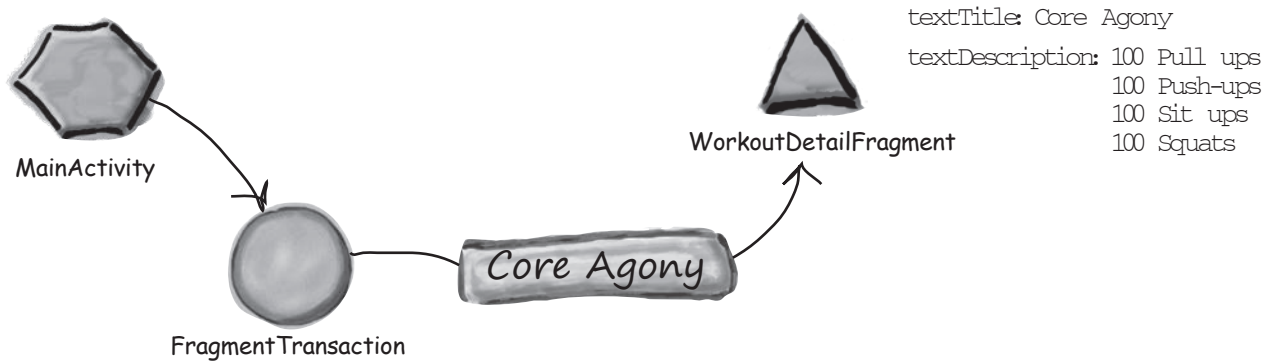 textTitle: Core Agony
textDescription: 100 Pull ups
100 Push-ups
100 Sit ups
100 Squats
MainActivity
WorkoutDetailFragment
Core Agony
FragmentTransaction